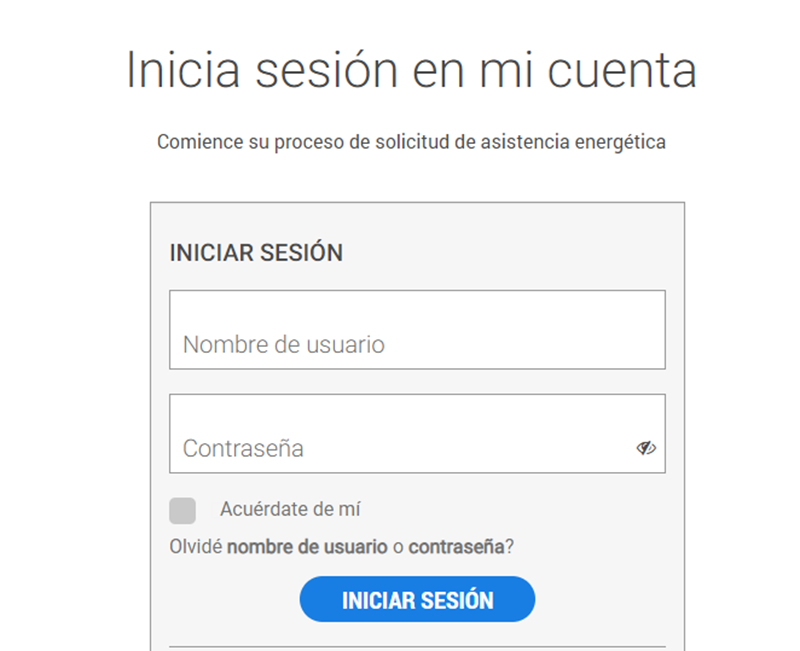 Inicia sesión en mi cuenta
Comience su proceso de solicitud de asistencia energética
INICIAR SESIÓN
Nombre de usuario
Contraseña
Acuérdate de mí
Olvidé nombre de usuario o contraseña?
INICIAR SESIÓN